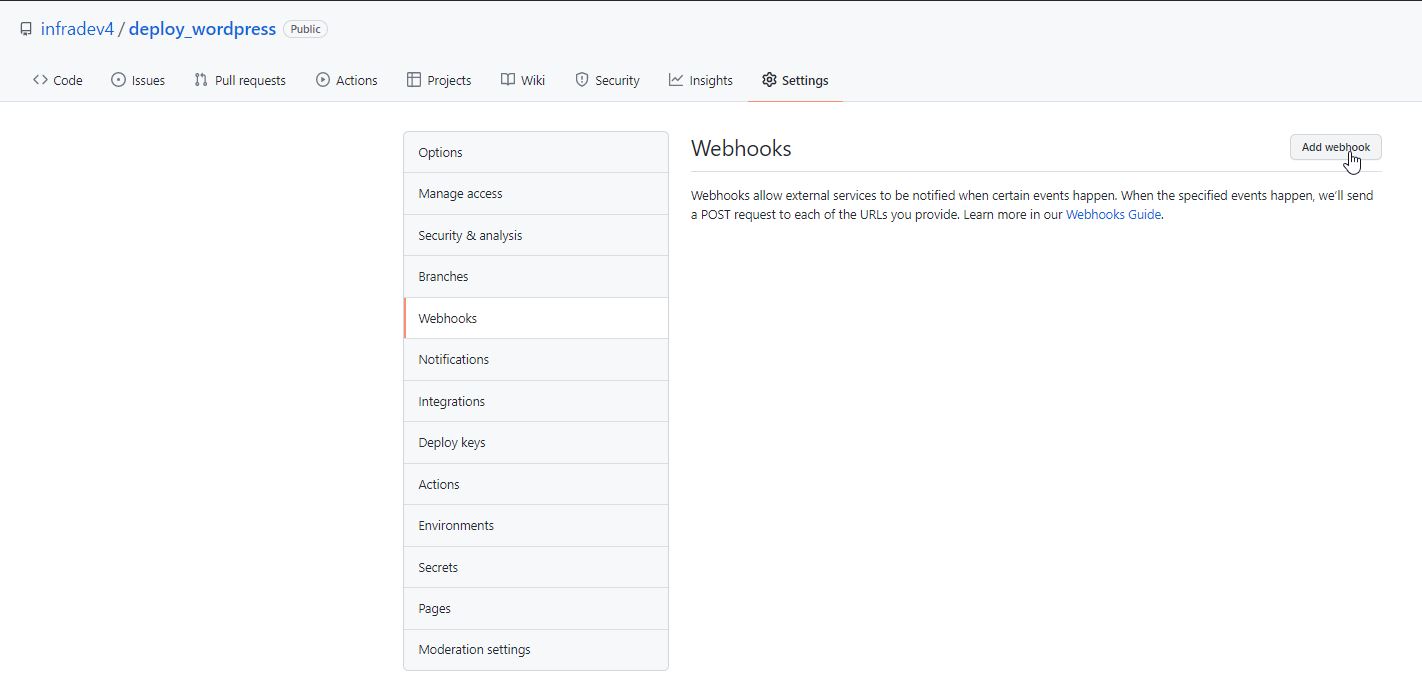 infradev4 / deploy_wordpress Public
Code Issues Pull requests Actions Projects Wiki Security Insights Settings
Options
Manage access
Security & analysis
Branches
Webhooks
Notifications
Integrations
Deploy keys
Actions
Environments
Secrets
Pages
Moderation settings
Webhooks
Add webhook
Webhooks allow external services to be notified when certain events happen. When the specified events happen, we'll send
a POST request to each of the URLs you provide. Learn more in our Webhooks Guide.